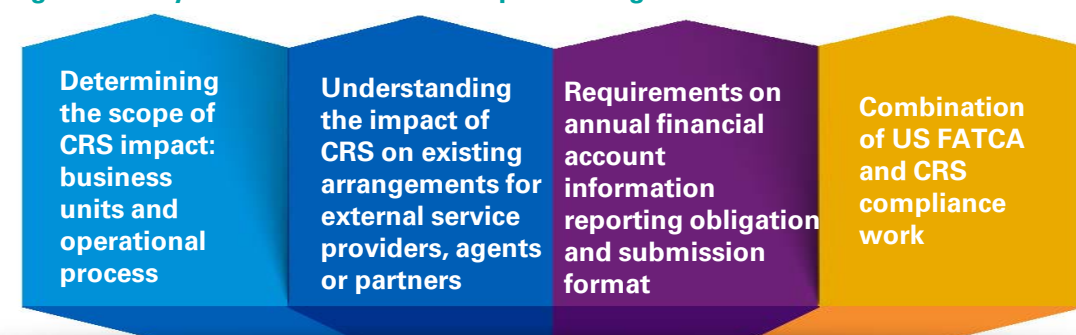 Determining
the scope of
CRS impact:
business
units and
operational
process
Understanding
the impact of
CRS on existing
arrangements for
external service
providers, agents
or partners
Requirements on
annual financial
account
information
reporting obligation
and submission
format
Combination
of US FATCA
and CRS
compliance
work